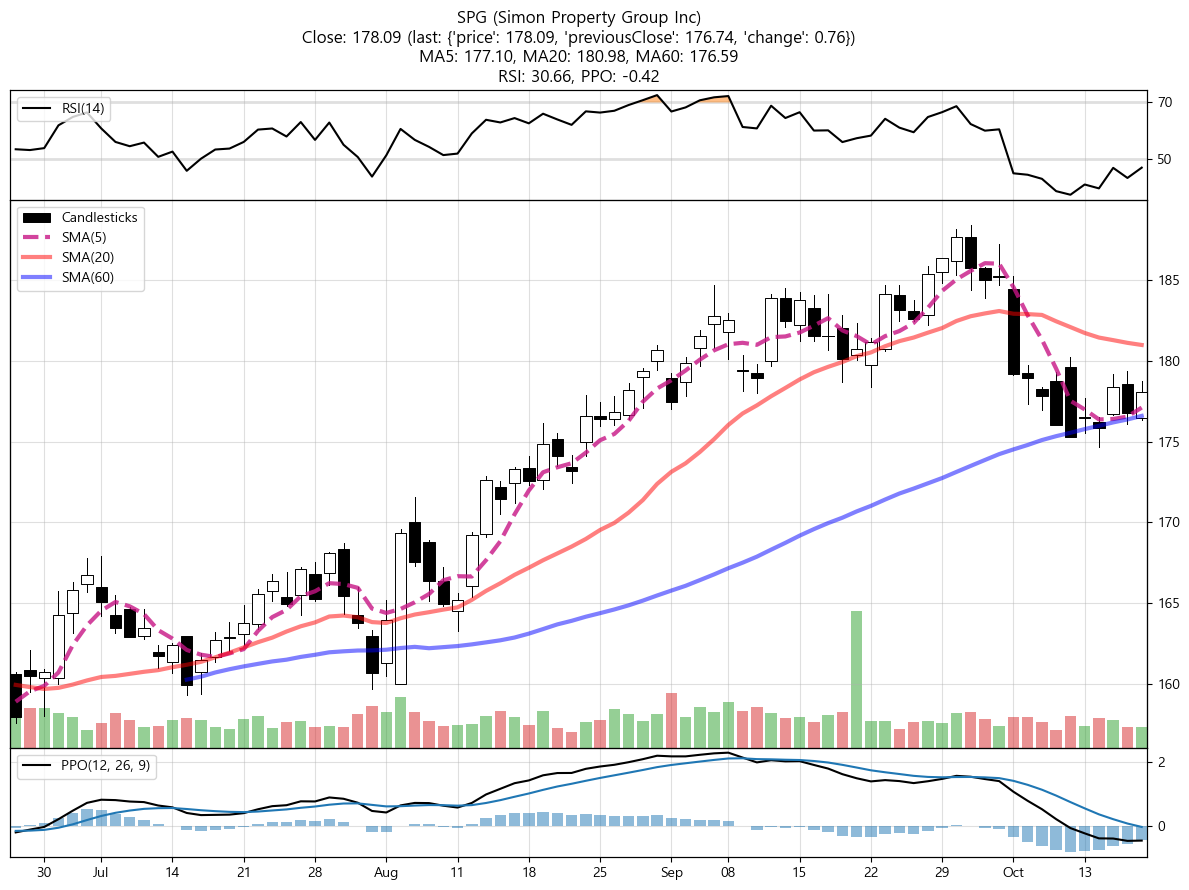 SPG (Simon Property Group Inc)
Close: 178.09 (last: {'price': 178.09, 'previousClose': 176.74, 'change': 0.76})
MA5: 177.10, MA20: 180.98, MA60: 176.59
RSI: 30.66, PPO: -0.42
RSI(14)
70
50
Candlesticks
SMA(5)
SMA(20)
SMA(60)
185
180
175
170
165
160
PPO(12, 26, 9)
2
0
30 Jul 14 21 28 Aug 11 18 25 Sep 08 15 22 29 Oct 13